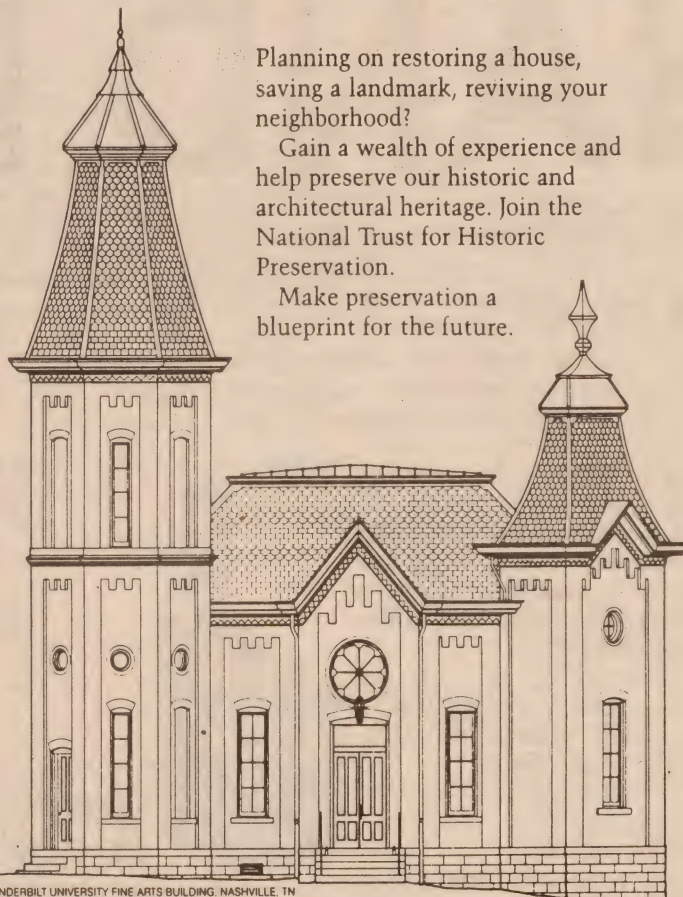 Planning on restoring a house,
saving a landmark, reviving your
neighborhood?
Gain a wealth of experience and
help preserve our historic and
architectural heritage. Join the
National Trust for Historic
Preservation.
Make preservation a
blueprint for the future.
NDERBILT UNIVERSITY FINE ARTS BUILDING, NASHVILLE, TN